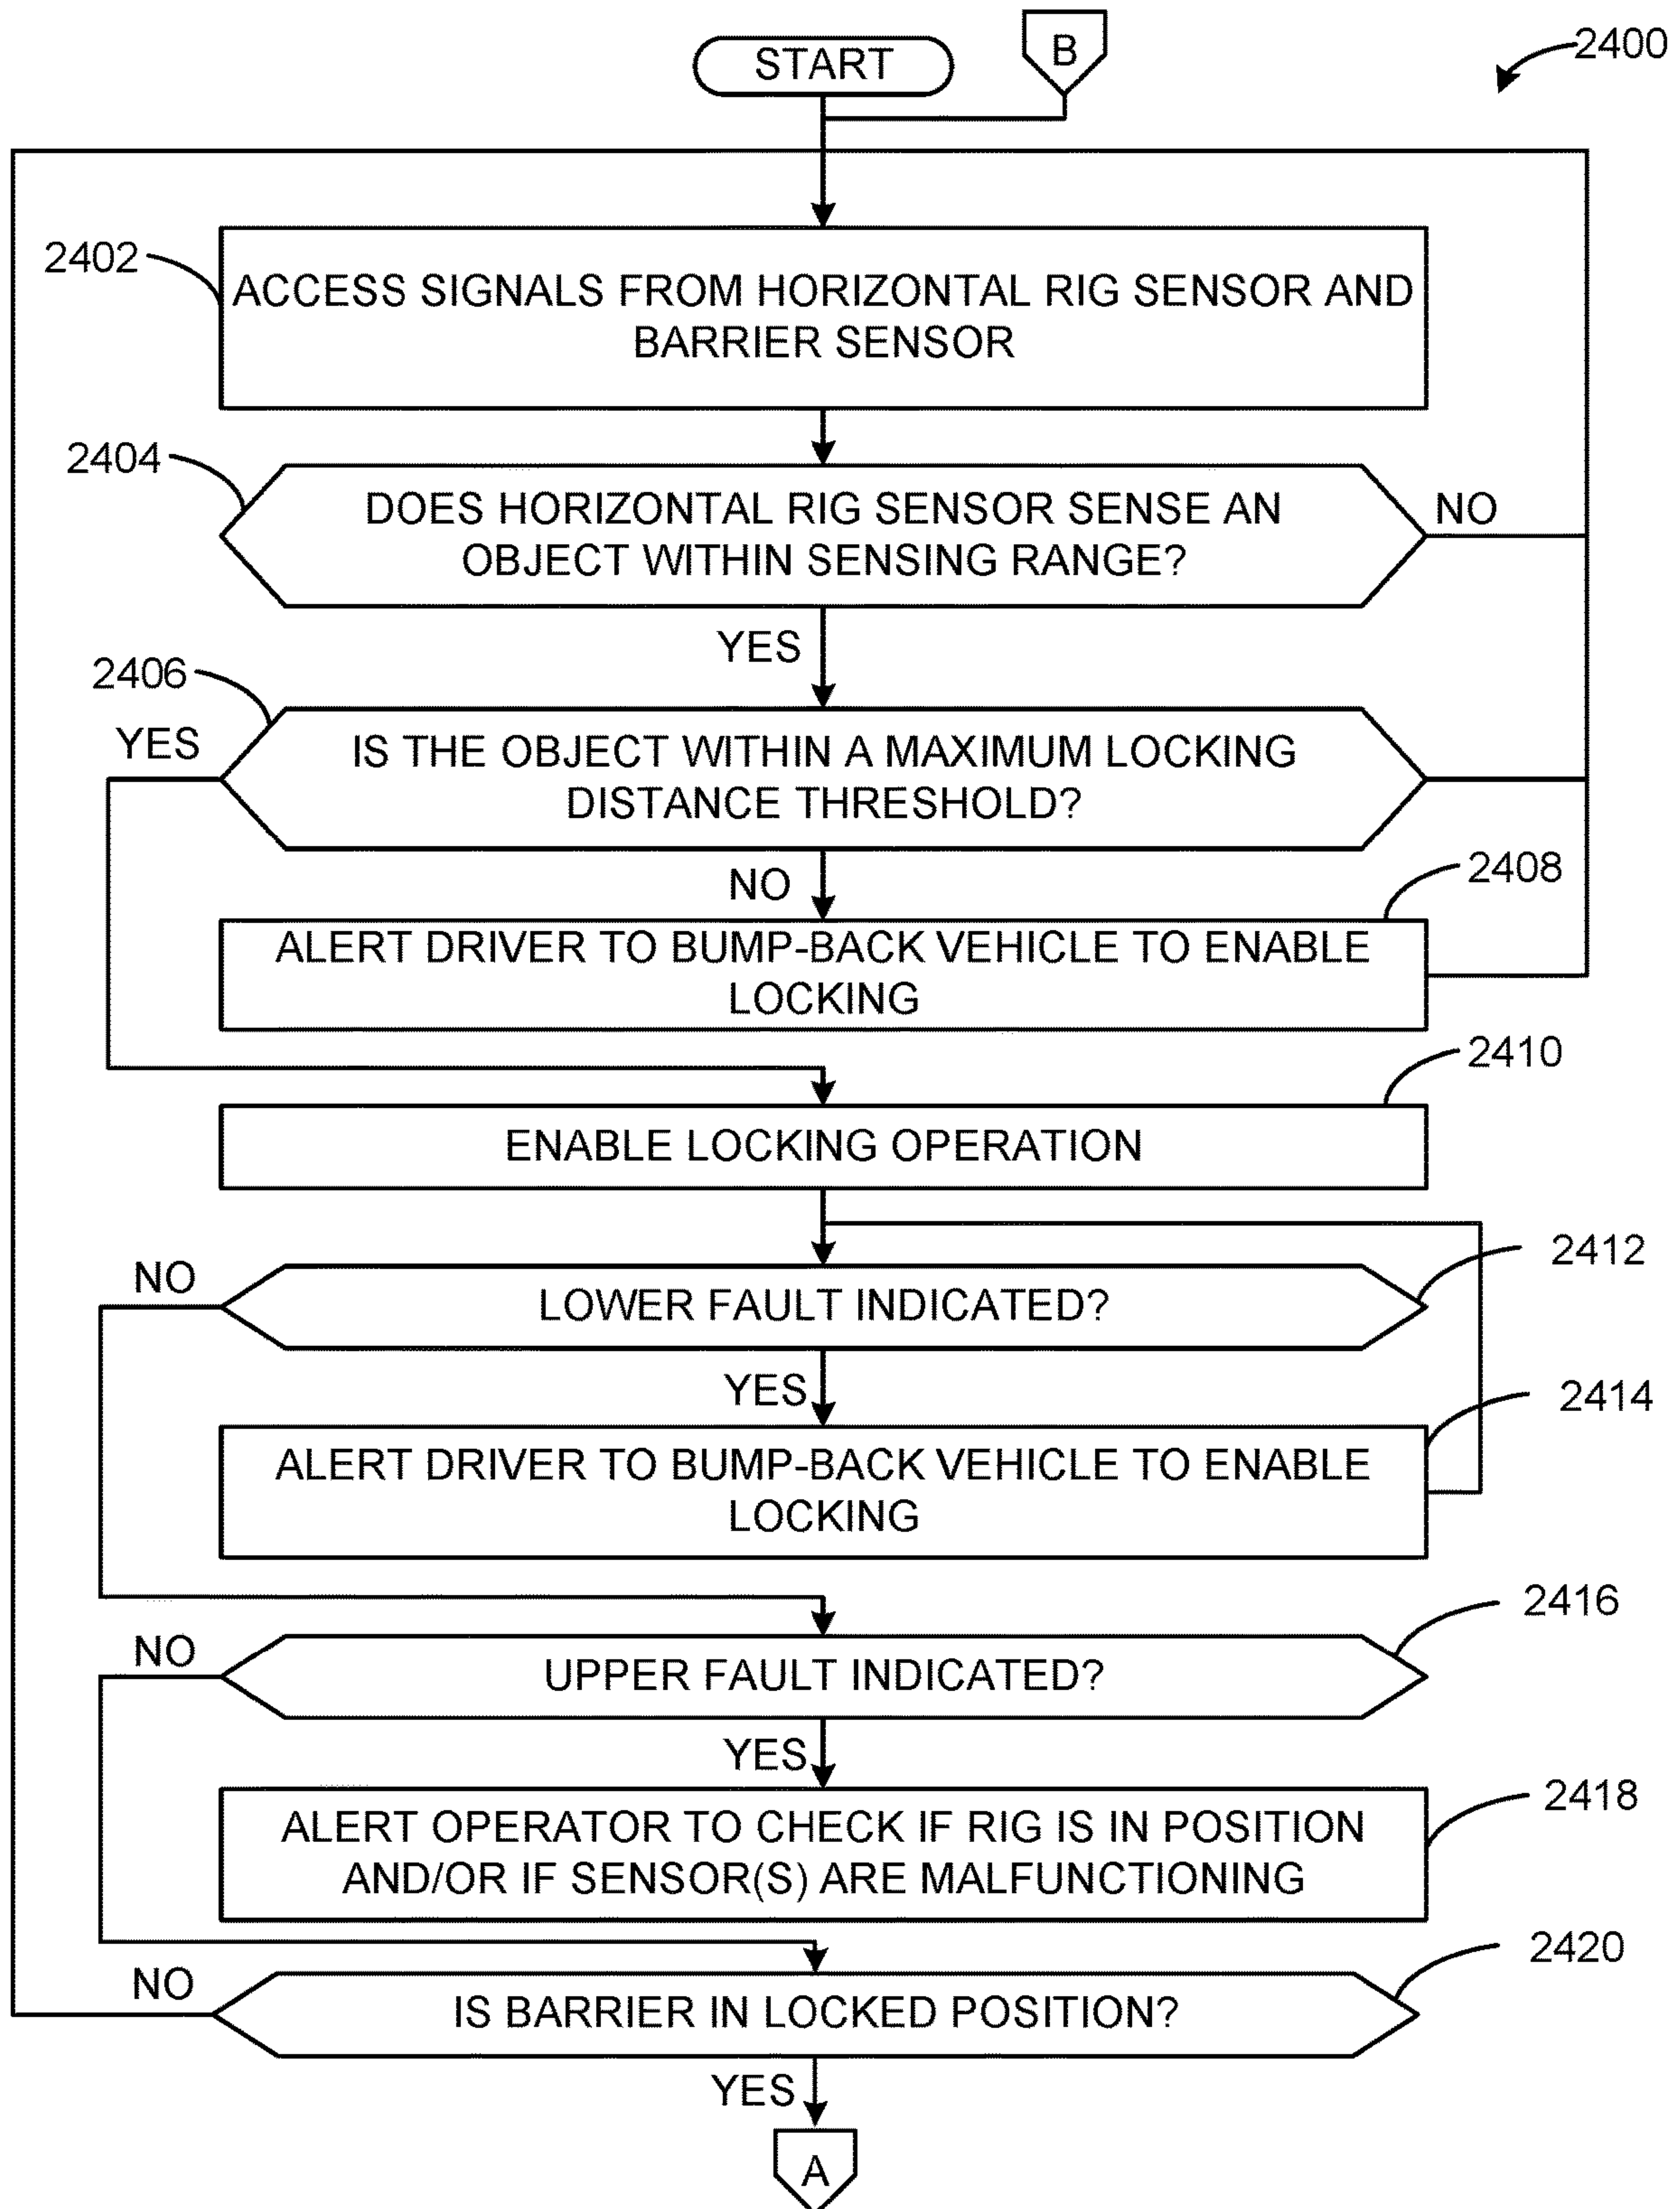 START
B
2400
2402
ACCESS SIGNALS FROM HORIZONTAL RIG SENSOR AND
BARRIER SENSOR
2404
DOES HORIZONTAL RIG SENSOR SENSE AN
OBJECT WITHIN SENSING RANGE?
NO
YES
2406
YES
IS THE OBJECT WITHIN A MAXIMUM LOCKING
DISTANCE THRESHOLD?
NO
2408
ALERT DRIVER TO BUMP-BACK VEHICLE TO ENABLE
LOCKING
2410
ENABLE LOCKING OPERATION
2412
NO
LOWER FAULT INDICATED?
YES
2414
ALERT DRIVER TO BUMP-BACK VEHICLE TO ENABLE
LOCKING
2416
NO
UPPER FAULT INDICATED?
YES
2418
ALERT OPERATOR TO CHECK IF RIG IS IN POSITION
AND/OR IF SENSOR(S) ARE MALFUNCTIONING
2420
NO
IS BARRIER IN LOCKED POSITION?
YES
A